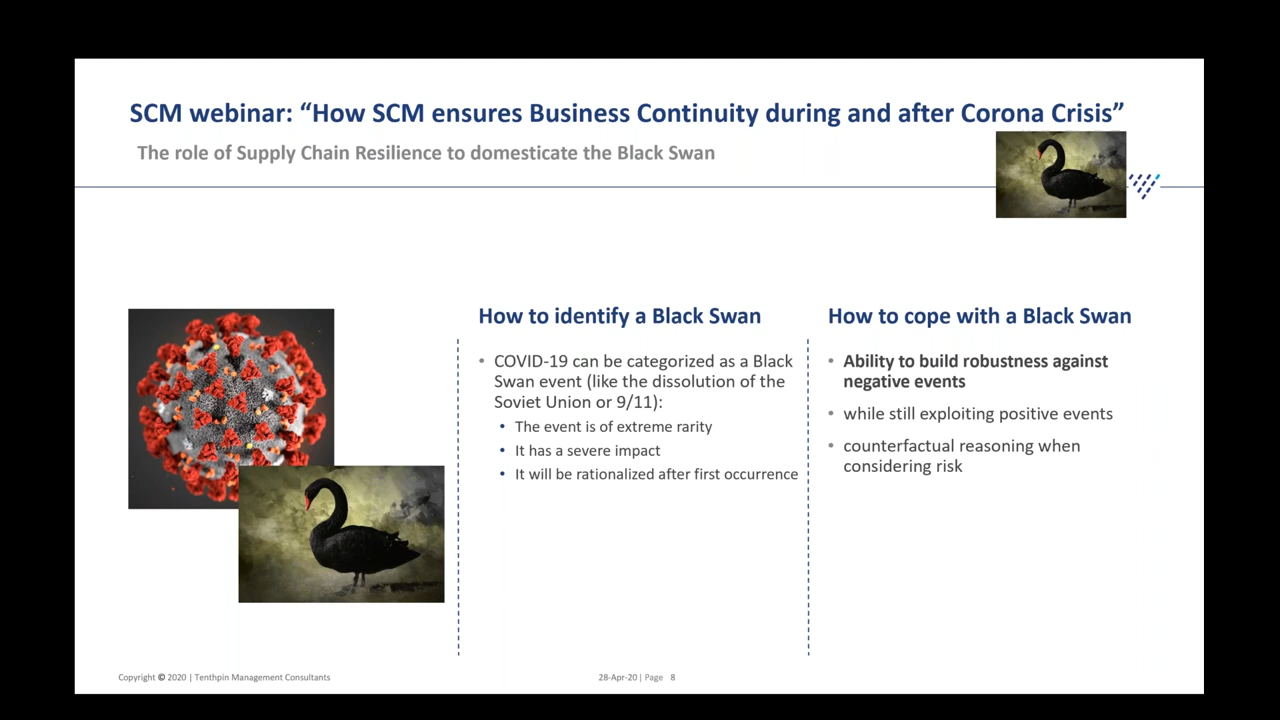 SCM webinar: “How SCM ensures Business Continuity during and after Corona Crisis”
The role of Supply Chain Resilience to domesticate the Black Swan
How to identify a Black Swan
• COVID-19 can be categorized as a Black
Swan event (like the dissolution of the
Soviet Union or 9/11):
• The event is of extreme rarity
• It has a severe impact
• It will be rationalized after first occurrence
How to cope with a Black Swan
• Ability to build robustness against
negative events
• while still exploiting positive events
• counterfactual reasoning when
considering risk
Copyright © 2020 | Tenthpin Management Consultants
28-Apr-20 | Page 8